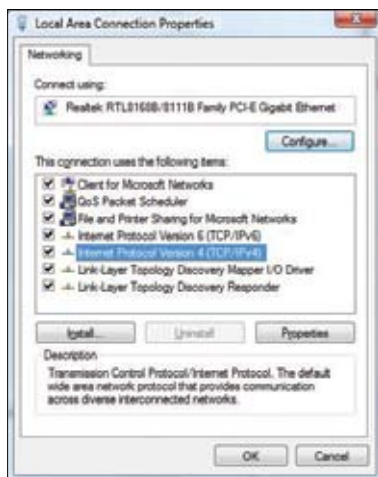 Local Area Connection Properties
Networking
Connect using:
Realtek RTL8168B/8111B Family PCI-E Gigabit Ethernet
Configure...
This connection uses the following items:
Client for Microsoft Networks
QoS Packet Scheduler
File and Printer Sharing for Microsoft Networks
Internet Protocol Version 6 (TCP/IPv6)
Internet Protocol Version 4 (TCP/IPv4)
Link-Layer Topology Discovery Mapper I/O Driver
Link-Layer Topology Discovery Responder
Install... Uninstall Properties
Description
Transmission Control Protocol/Internet Protocol. The default
wide area network protocol that provides communication
across diverse interconnected networks.
OK Cancel